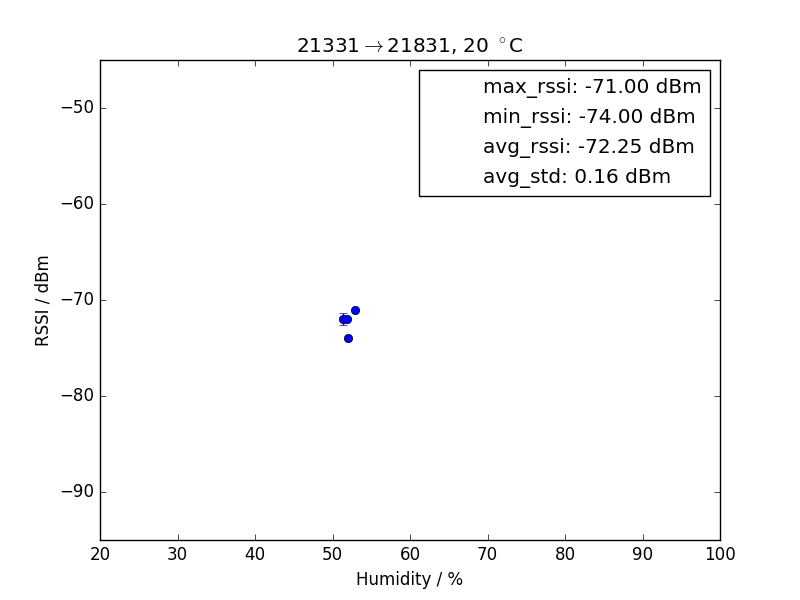 21331→21831, 20 °C
max_rssi: -71.00 dBm
min_rssi: -74.00 dBm
avg_rssi: -72.25 dBm
avg_std: 0.16 dBm
RSSI / dBm
−50
−60
−70
−80
−90
20 30 40 50 60 70 80 90 100
Humidity / %